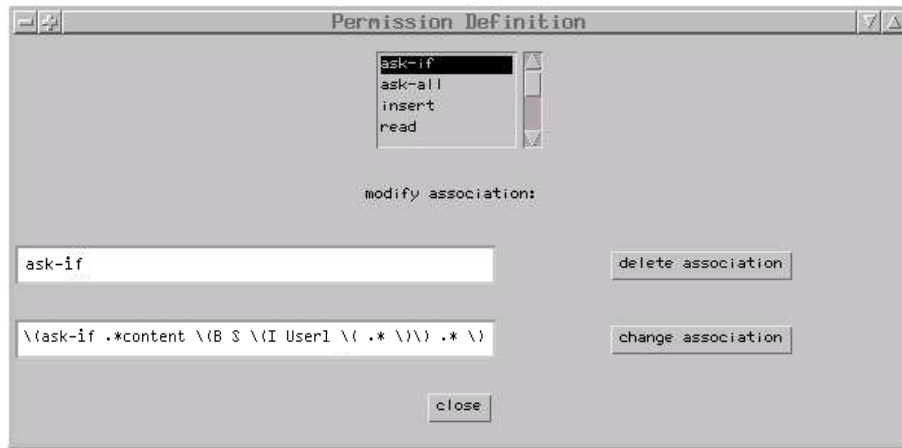 Permission Definition
ask-if
ask-all
insert
read
modify association:
ask-if
delete association
\(ask-if .*content \(B S \(I User1 \( .* \)\) .* \)
change association
close